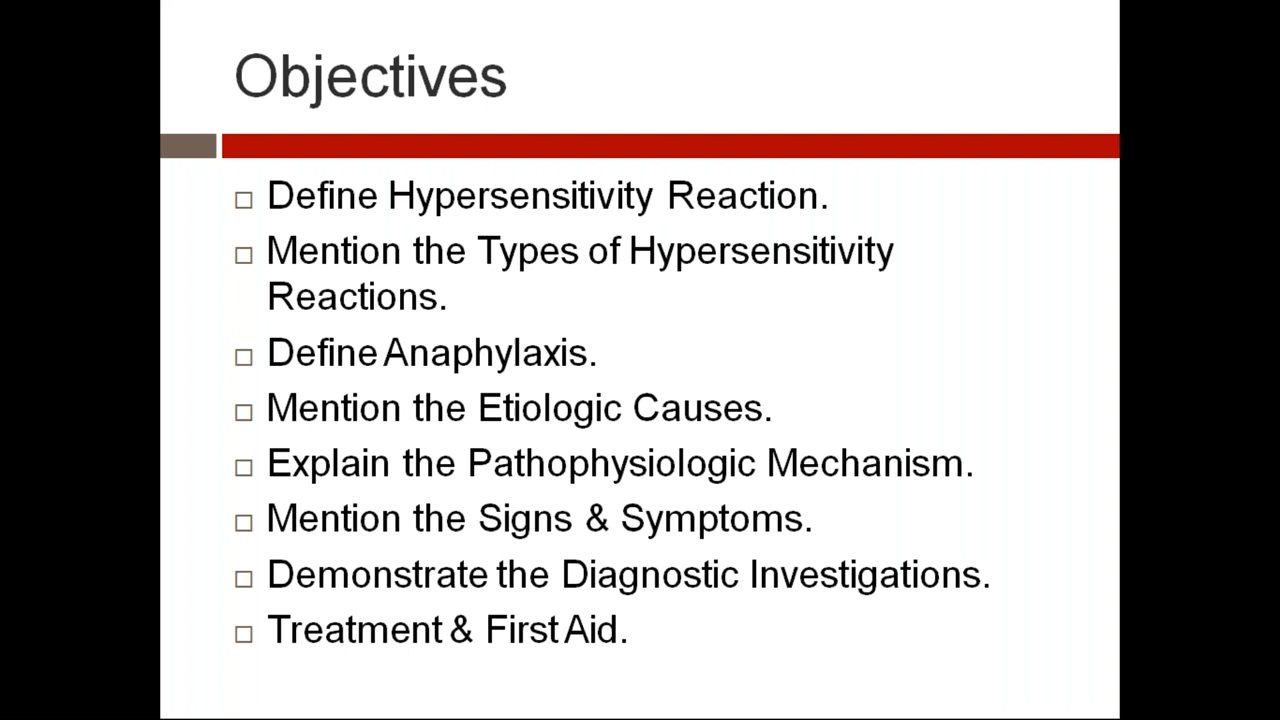 Objectives
Define Hypersensitivity Reaction.
Mention the Types of Hypersensitivity
Reactions.
Define Anaphylaxis.
Mention the Etiologic Causes.
Explain the Pathophysiologic Mechanism.
Mention the Signs & Symptoms.
Demonstrate the Diagnostic Investigations.
Treatment & First Aid.